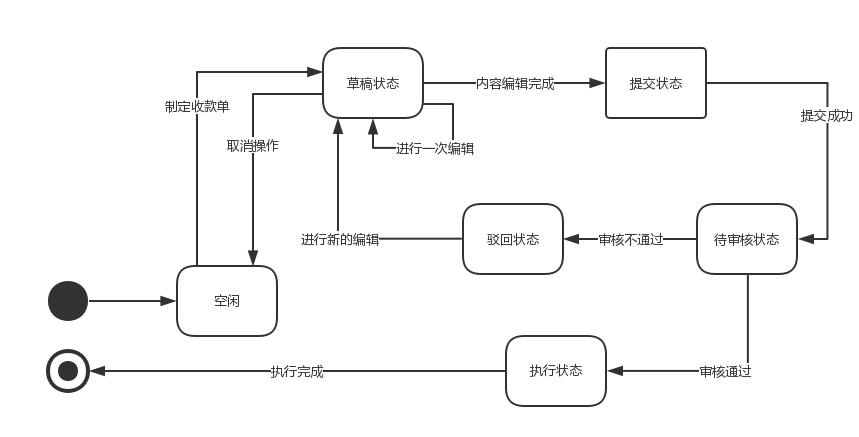 草稿状态
内容编辑完成
提交状态
制定收款单
提交成功
取消操作
进行一次编辑
进行新的编辑
驳回状态
审核不通过
待审核状态
空闲
执行完成
执行状态
审核通过